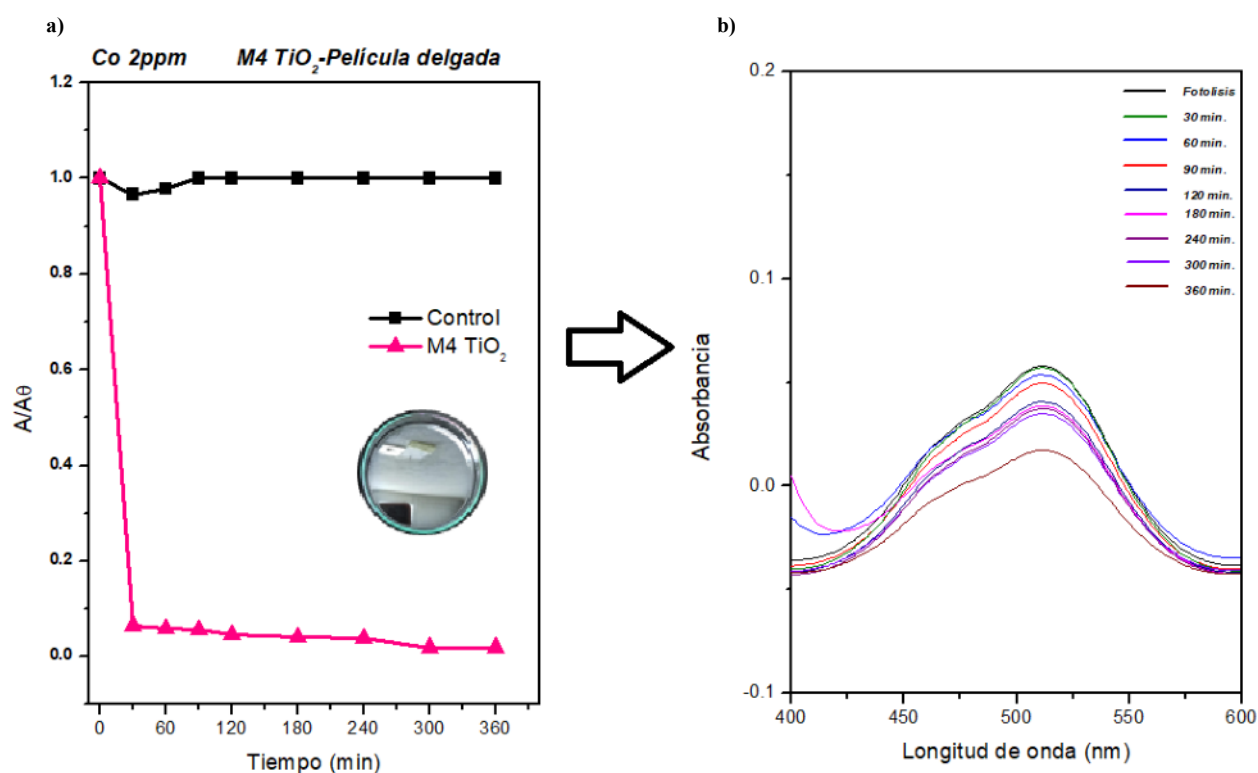 a)
Co 2ppm M4 TiO2-Película delgada
1.2
1.0
0.8
0.6
0.4
0.2
0.0
A/Aθ
Control
M4 TiO2
0 60 120 180 240 300 360
Tiempo (min)
b)
0.2
0.1
0.0
-0.1
Absorbancia
Fotolisis
30 min.
60 min.
90 min.
120 min.
180 min.
240 min.
300 min.
360 min.
400 450 500 550 600
Longitud de onda (nm)